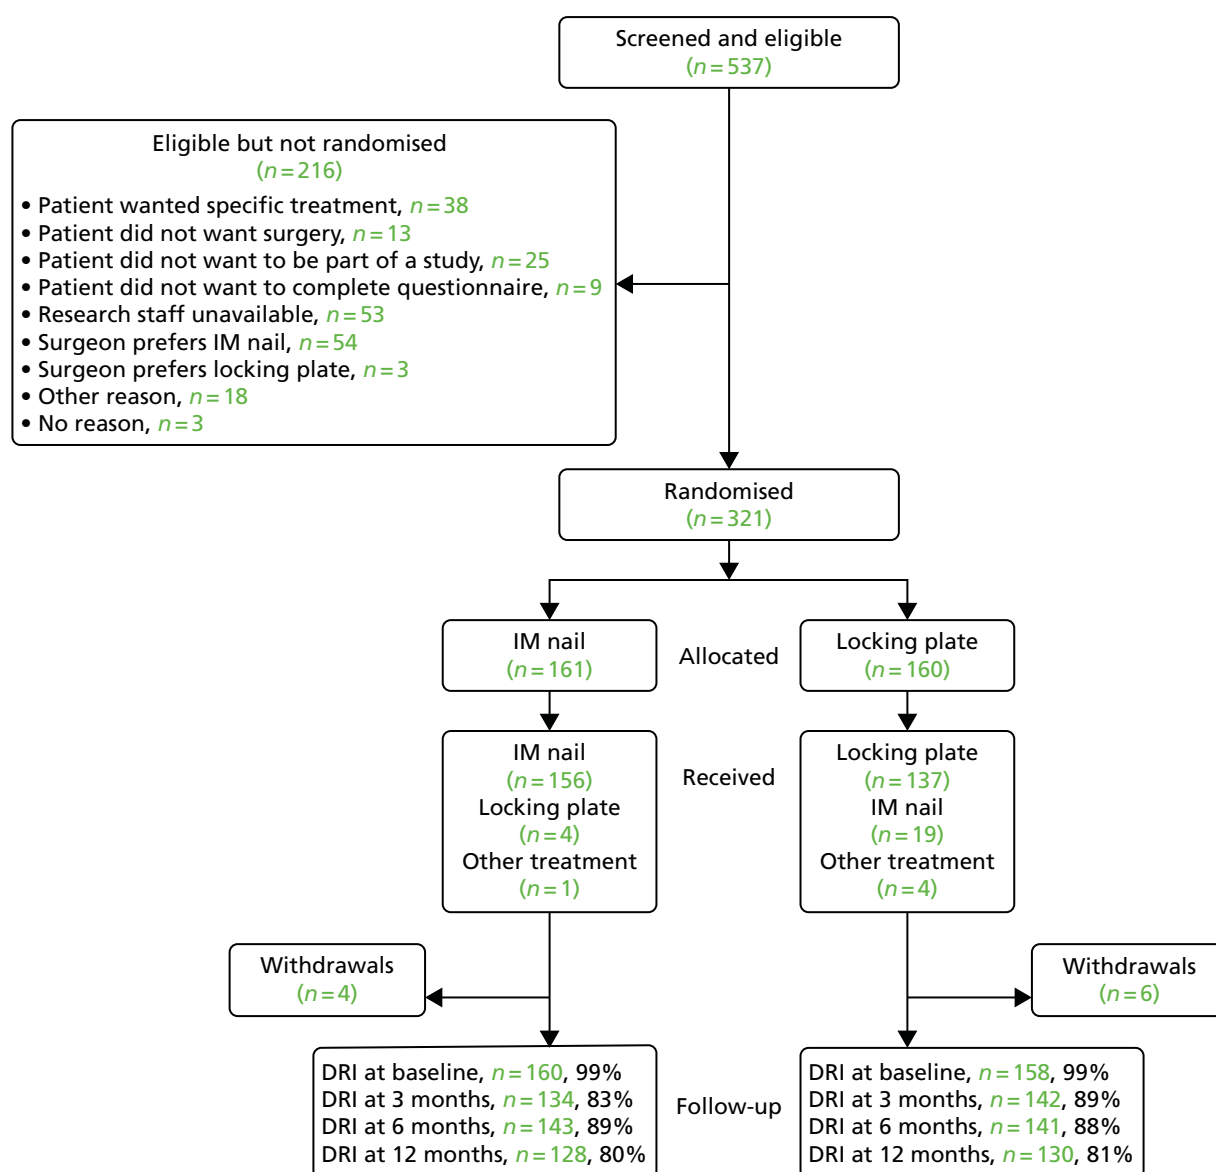 Screened and eligible
(n=537)
Eligible but not randomised
(n=216)
• Patient wanted specific treatment, n=38
• Patient did not want surgery, n=13
• Patient did not want to be part of a study, n=25
• Patient did not want to complete questionnaire, n=9
• Research staff unavailable, n=53
• Surgeon prefers IM nail, n=54
• Surgeon prefers locking plate, n=3
• Other reason, n=18
• No reason, n=3
Randomised
(n=321)
IM nail
(n=161)
Allocated
Locking plate
(n=160)
IM nail
(n=156)
Locking plate
(n=4)
Other treatment
(n=1)
Received
Locking plate
(n=137)
IM nail
(n=19)
Other treatment
(n=4)
Withdrawals
(n=4)
Withdrawals
(n=6)
DRI at baseline, n=160, 99%
DRI at 3 months, n=134, 83%
DRI at 6 months, n=143, 89%
DRI at 12 months, n=128, 80%
Follow-up
DRI at baseline, n=158, 99%
DRI at 3 months, n=142, 89%
DRI at 6 months, n=141, 88%
DRI at 12 months, n=130, 81%